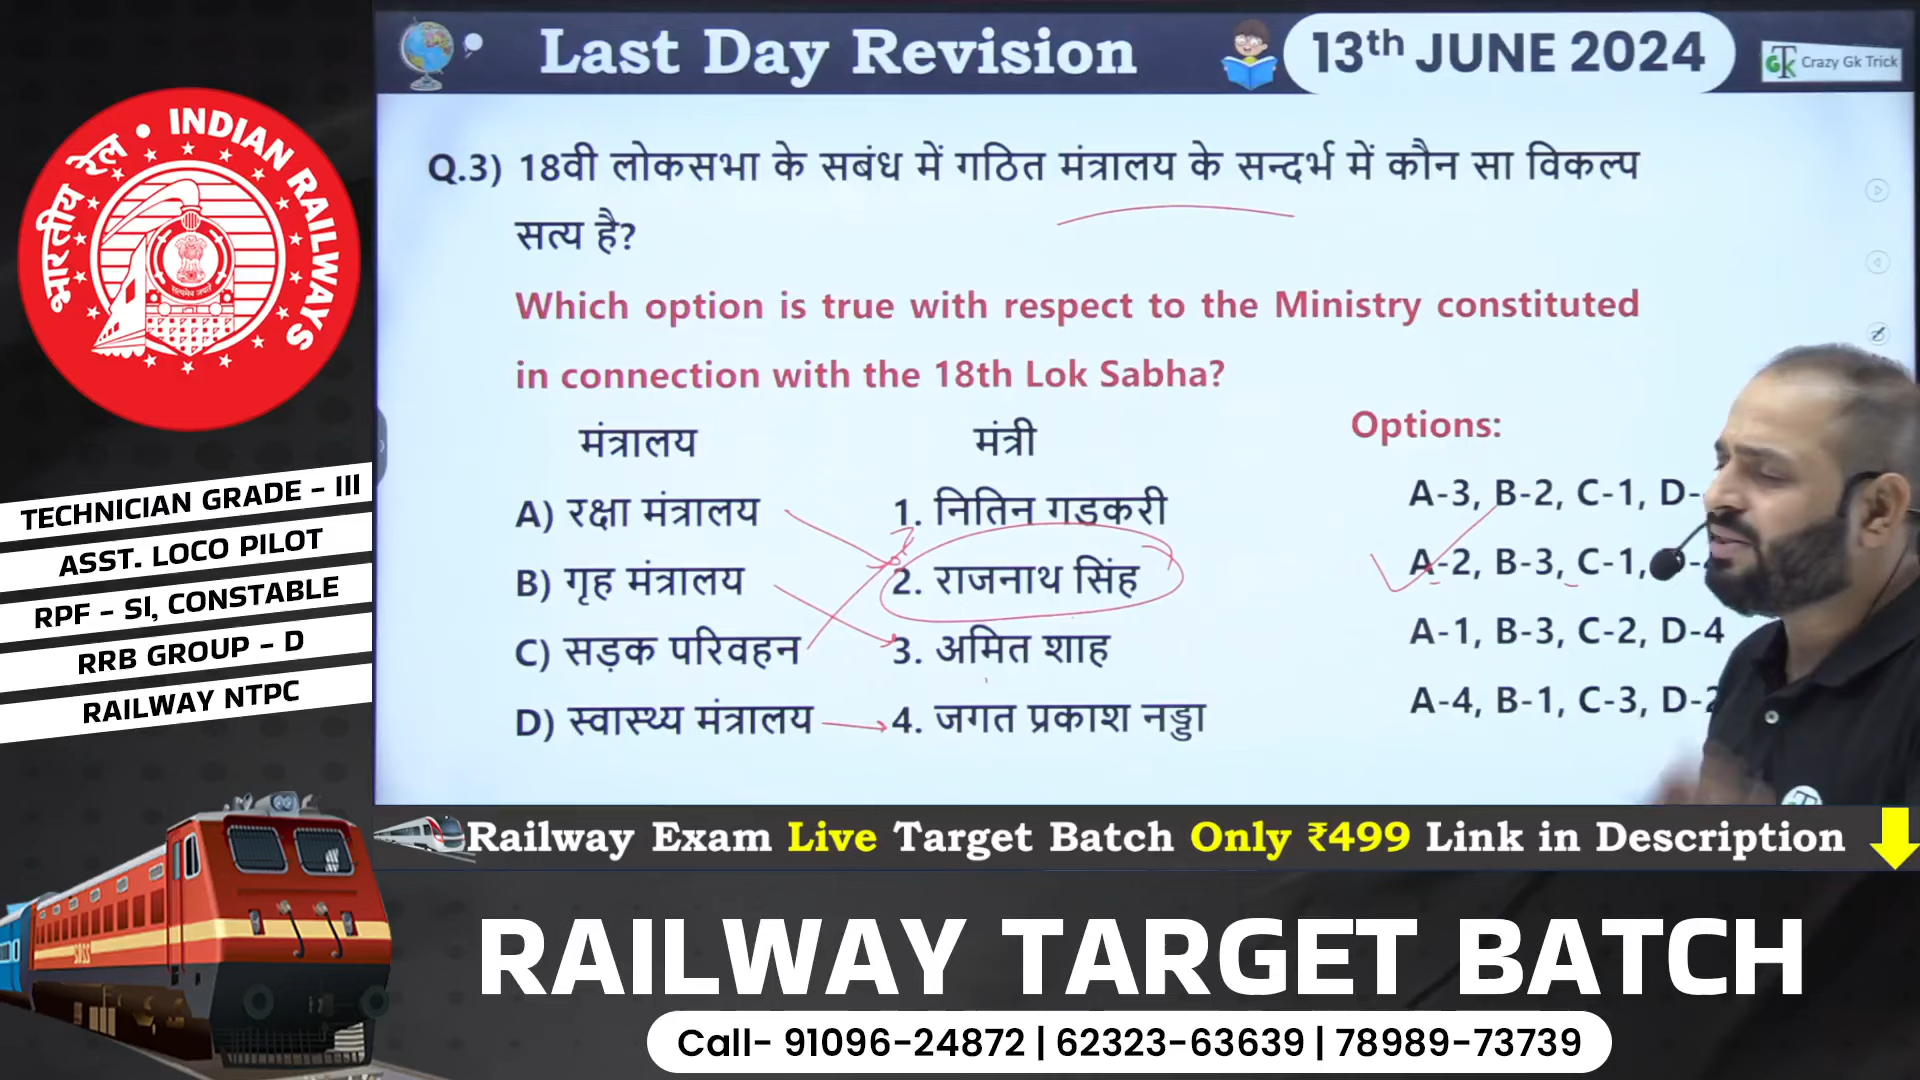 Last Day Revision
13th JUNE 2024
Crazy Gk Trick
भारतीय रेल • INDIAN RAILWAYS
Q.3) 18वी लोकसभा के सबंध में गठित मंत्रालय के सन्दर्भ में कौन सा विकल्प
सत्य है?
Which option is true with respect to the Ministry constituted
in connection with the 18th Lok Sabha?
मंत्रालय
मंत्री
Options:
A) रक्षा मंत्रालय
1. नितिन गडकरी
A-3, B-2, C-1, D-
B) गृह मंत्रालय
2. राजनाथ सिंह
A-2, B-3, C-1,
C) सड़क परिवहन
3. अमित शाह
A-1, B-3, C-2, D-4
D) स्वास्थ्य मंत्रालय
4. जगत प्रकाश नड्डा
A-4, B-1, C-3, D-2
TECHNICIAN GRADE – III
ASST. LOCO PILOT
RPF – SI, CONSTABLE
RRB GROUP – D
RAILWAY NTPC
Railway Exam Live Target Batch Only ₹499 Link in Description
RAILWAY TARGET BATCH
Call- 91096-24872 | 62323-63639 | 78989-73739